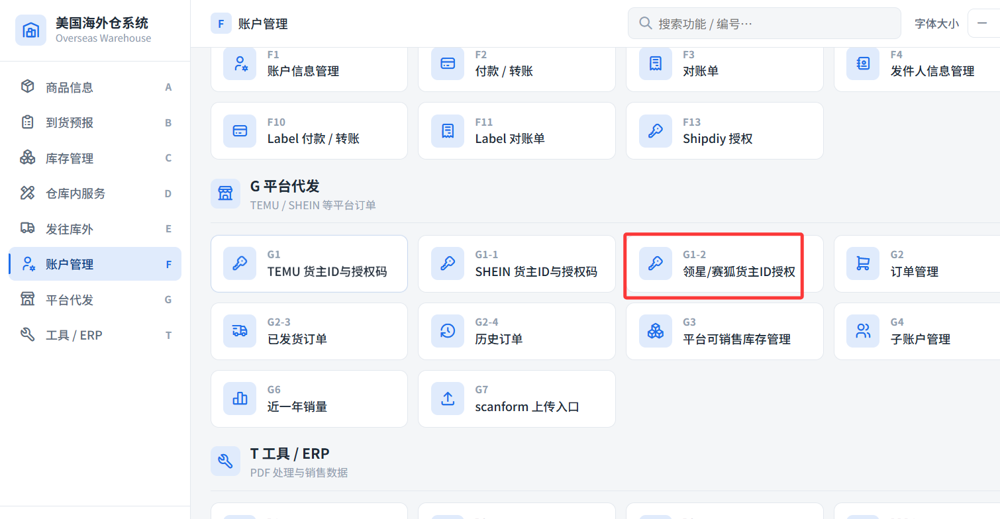 美国海外仓系统
Overseas Warehouse
商品信息 A
到货预报 B
库存管理 C
仓库内服务 D
发往库外 E
账户管理 F
平台代发 G
工具 / ERP T
F 账户管理
搜索功能 / 编号…
字体大小
F1
账户信息管理
F2
付款 / 转账
F3
对账单
F4
发件人信息管理
F10
Label 付款 / 转账
F11
Label 对账单
F13
Shipdiy 授权
G 平台代发
TEMU / SHEIN 等平台订单
G1
TEMU 货主ID与授权码
G1-1
SHEIN 货主ID与授权码
G1-2
领星/赛狐货主ID授权
G2
订单管理
G2-3
已发货订单
G2-4
历史订单
G3
平台可销售库存管理
G4
子账户管理
G6
近一年销量
G7
scanform 上传入口
T 工具 / ERP
PDF 处理与销售数据